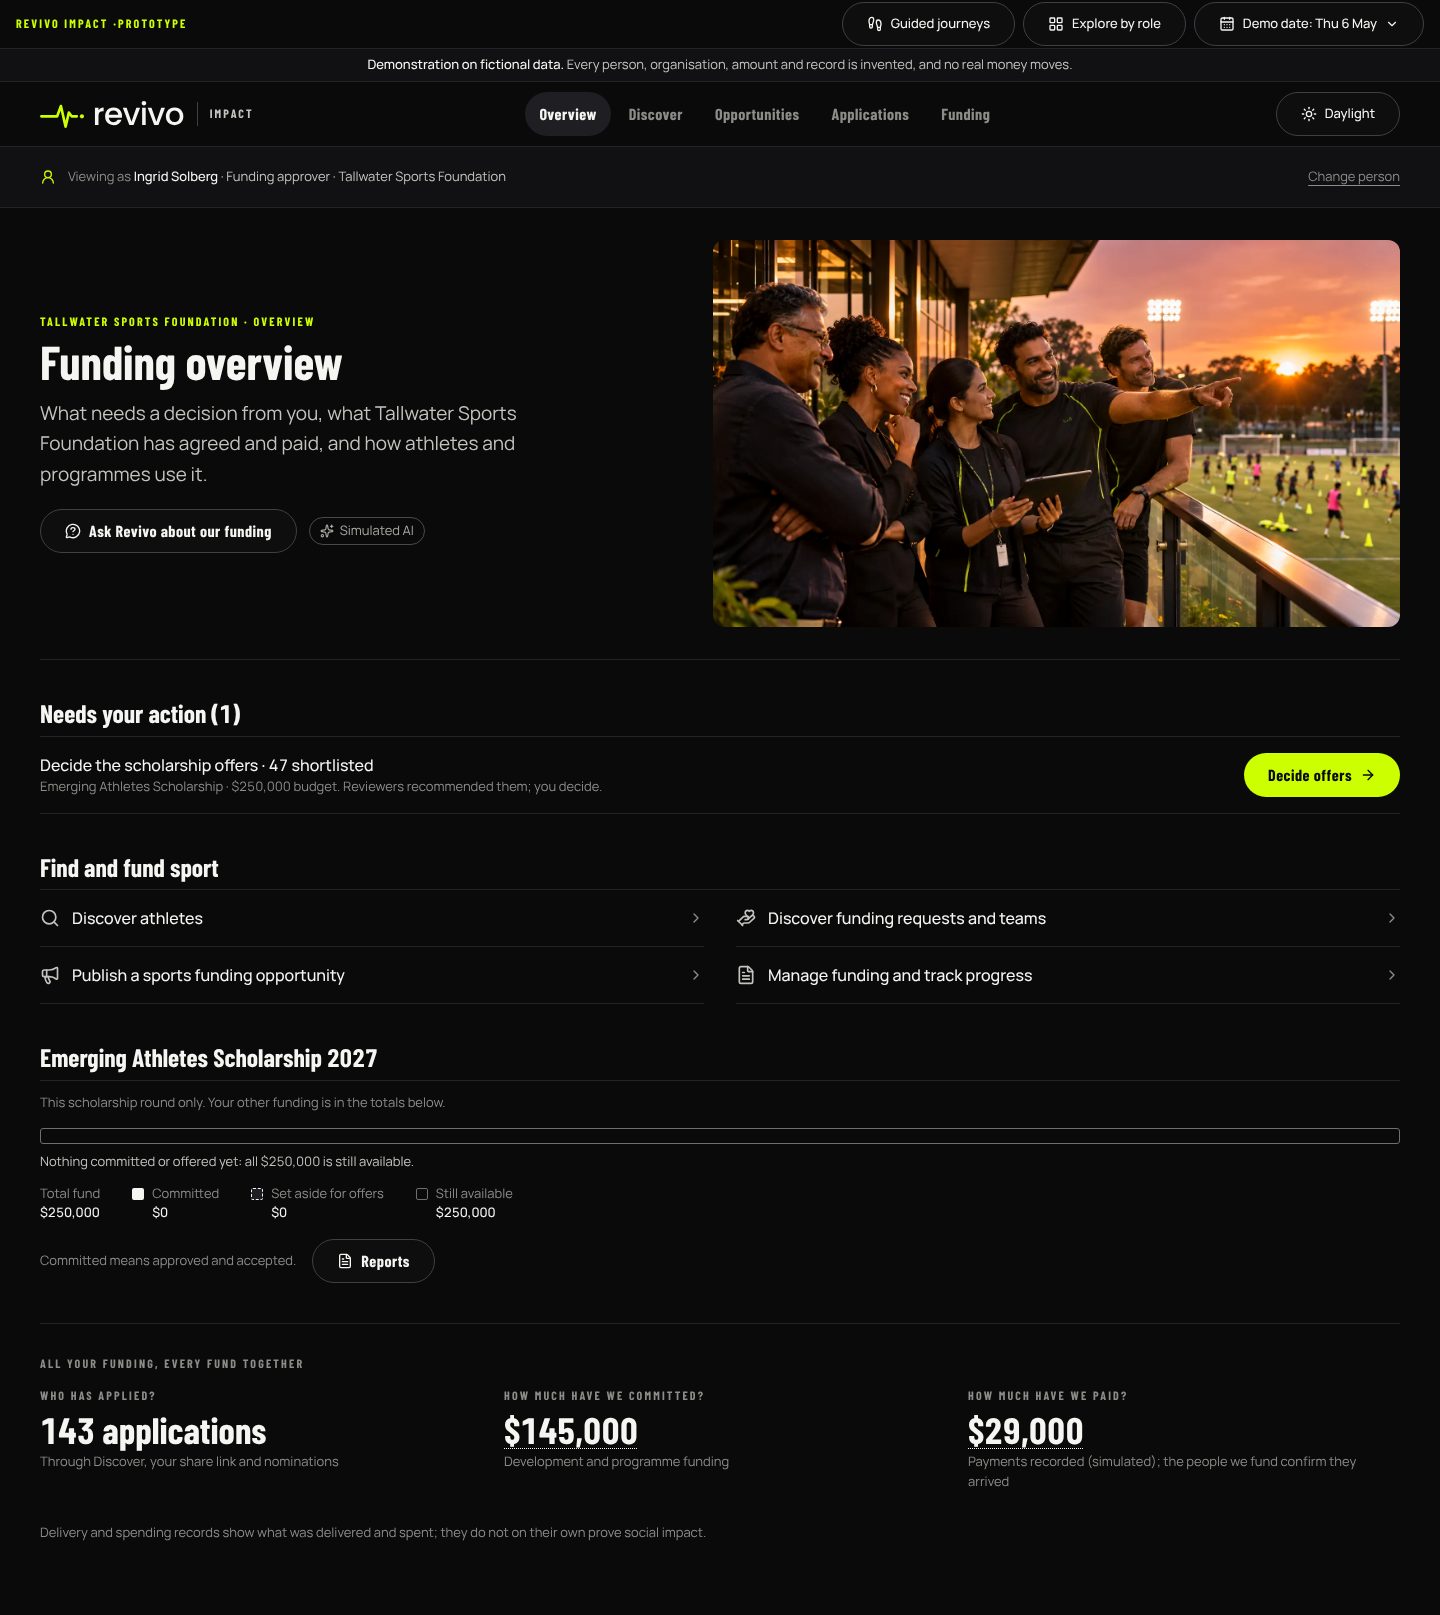 REVIVO IMPACT · PROTOTYPE
Guided journeys
Explore by role
Demo date: Thu 6 May
Demonstration on fictional data. Every person, organisation, amount and record is invented, and no real money moves.
revivo
IMPACT
Overview
Discover
Opportunities
Applications
Funding
Daylight
Viewing as Ingrid Solberg · Funding approver · Tallwater Sports Foundation
Change person
TALLWATER SPORTS FOUNDATION · OVERVIEW
Funding overview
What needs a decision from you, what Tallwater Sports
Foundation has agreed and paid, and how athletes and
programmes use it.
Ask Revivo about our funding
Simulated AI
Needs your action (1)
Decide the scholarship offers · 47 shortlisted
Emerging Athletes Scholarship · $250,000 budget. Reviewers recommended them; you decide.
Decide offers
Find and fund sport
Discover athletes
Discover funding requests and teams
Publish a sports funding opportunity
Manage funding and track progress
Emerging Athletes Scholarship 2027
This scholarship round only. Your other funding is in the totals below.
Nothing committed or offered yet: all $250,000 is still available.
Total fund
$250,000
Committed
$0
Set aside for offers
$0
Still available
$250,000
Committed means approved and accepted.
Reports
ALL YOUR FUNDING, EVERY FUND TOGETHER
WHO HAS APPLIED?
143 applications
Through Discover, your share link and nominations
HOW MUCH HAVE WE COMMITTED?
$145,000
Development and programme funding
HOW MUCH HAVE WE PAID?
$29,000
Payments recorded (simulated); the people we fund confirm they
arrived
Delivery and spending records show what was delivered and spent; they do not on their own prove social impact.